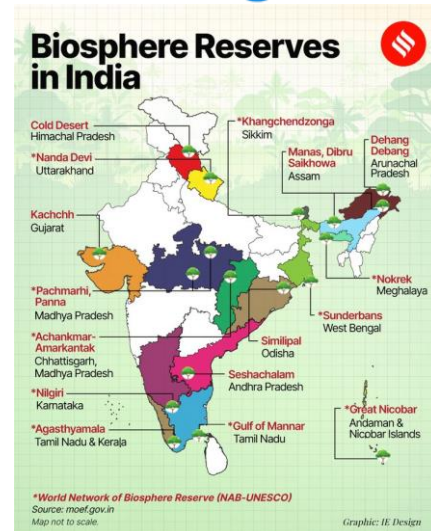 Biosphere Reserves
in India
Cold Desert
Himachal Pradesh
*Nanda Devi
Uttarakhand
Kachchh
Gujarat
*Pachmarhi,
Panna
Madhya Pradesh
*Achankmar-
Amarkantak
Chhattisgarh,
Madhya Pradesh
*Nilgiri
Karnataka
*Agasthyamala
Tamil Nadu & Kerala
*Khangchendzonga
Sikkim
Manas, Dibru
Saikhowa
Assam
Dehang
Debang
Arunachal
Pradesh
*Nokrek
Meghalaya
*Sunderbans
West Bengal
Similipal
Odisha
Seshachalam
Andhra Pradesh
*Gulf of Mannar
Tamil Nadu
*Great Nicobar
Andaman &
Nicobar Islands
*World Network of Biosphere Reserve (NAB-UNESCO)
Source: moef.gov.in
Map not to scale.
Graphic: IE Design